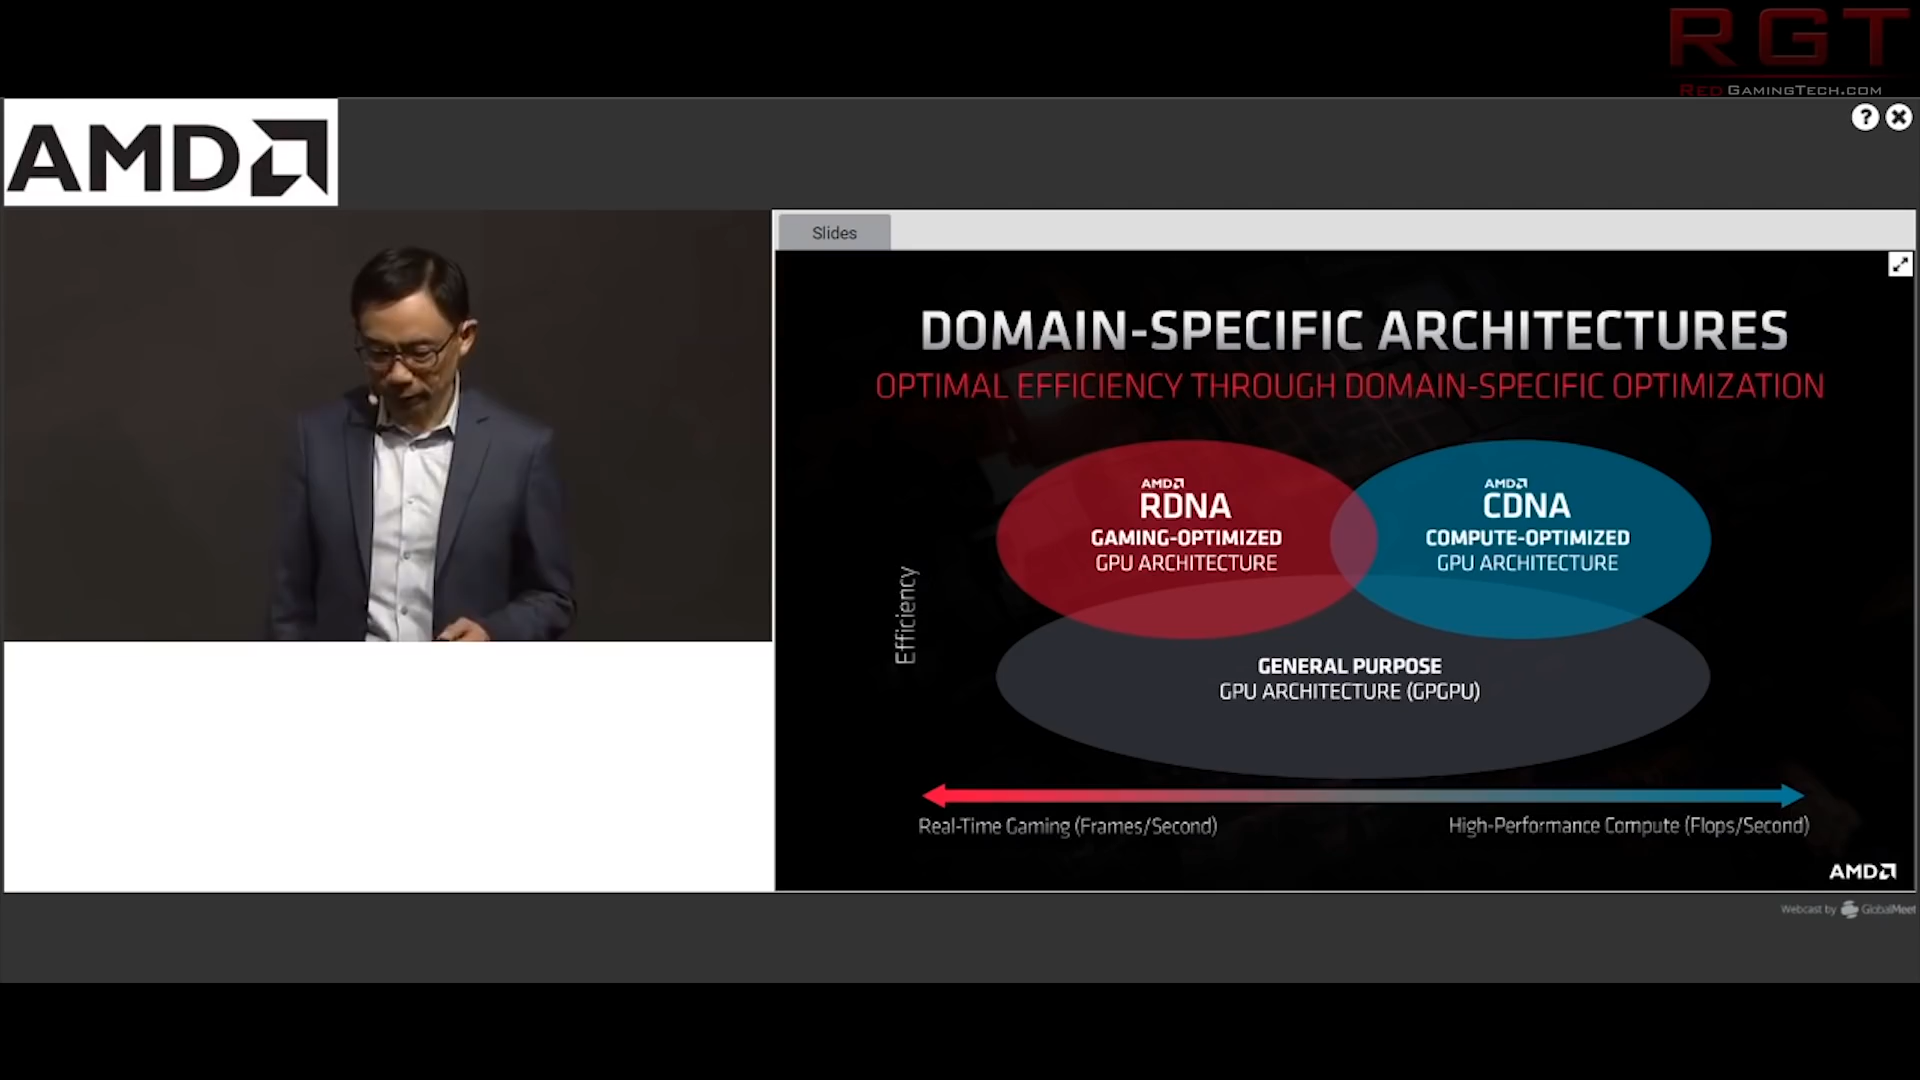 RGT
REDGAMINGTECH.COM
AMD
?
Slides
DOMAIN-SPECIFIC ARCHITECTURES
OPTIMAL EFFICIENCY THROUGH DOMAIN-SPECIFIC OPTIMIZATION
AMD
RDNA
GAMING-OPTIMIZED
GPU ARCHITECTURE
AMD
CDNA
COMPUTE-OPTIMIZED
GPU ARCHITECTURE
Efficiency
GENERAL PURPOSE
GPU ARCHITECTURE (GPGPU)
Real-Time Gaming (Frames/Second)
High-Performance Compute (Flops/Second)
AMD
Webcast by GlobalMeet